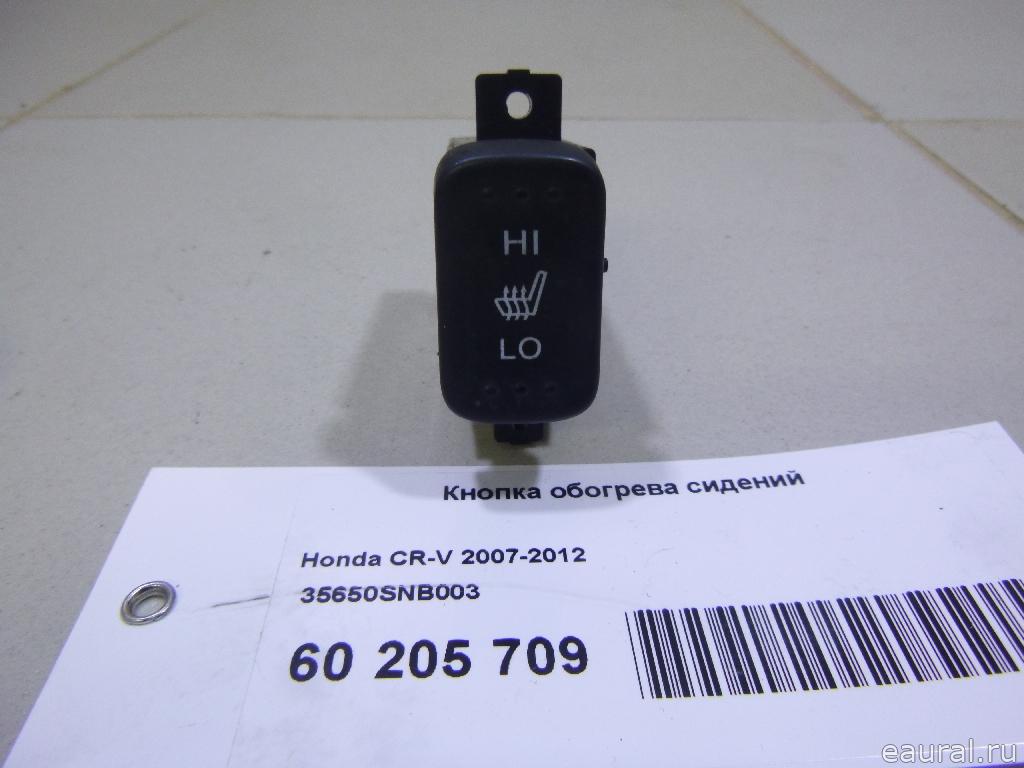 HI
LO
Кнопка обогрева сидений
Honda CR-V 2007-2012
35650SNB003
60 205 709
eaural.ru